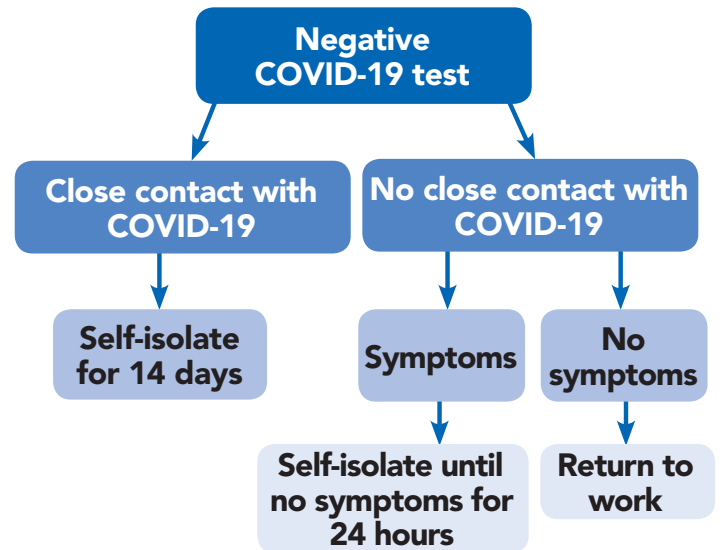 Negative
COVID-19 test
Close contact with
COVID-19
No close contact with
COVID-19
Self-isolate
for 14 days
Symptoms
No
symptoms
Self-isolate until
no symptoms for
24 hours
Return to
work